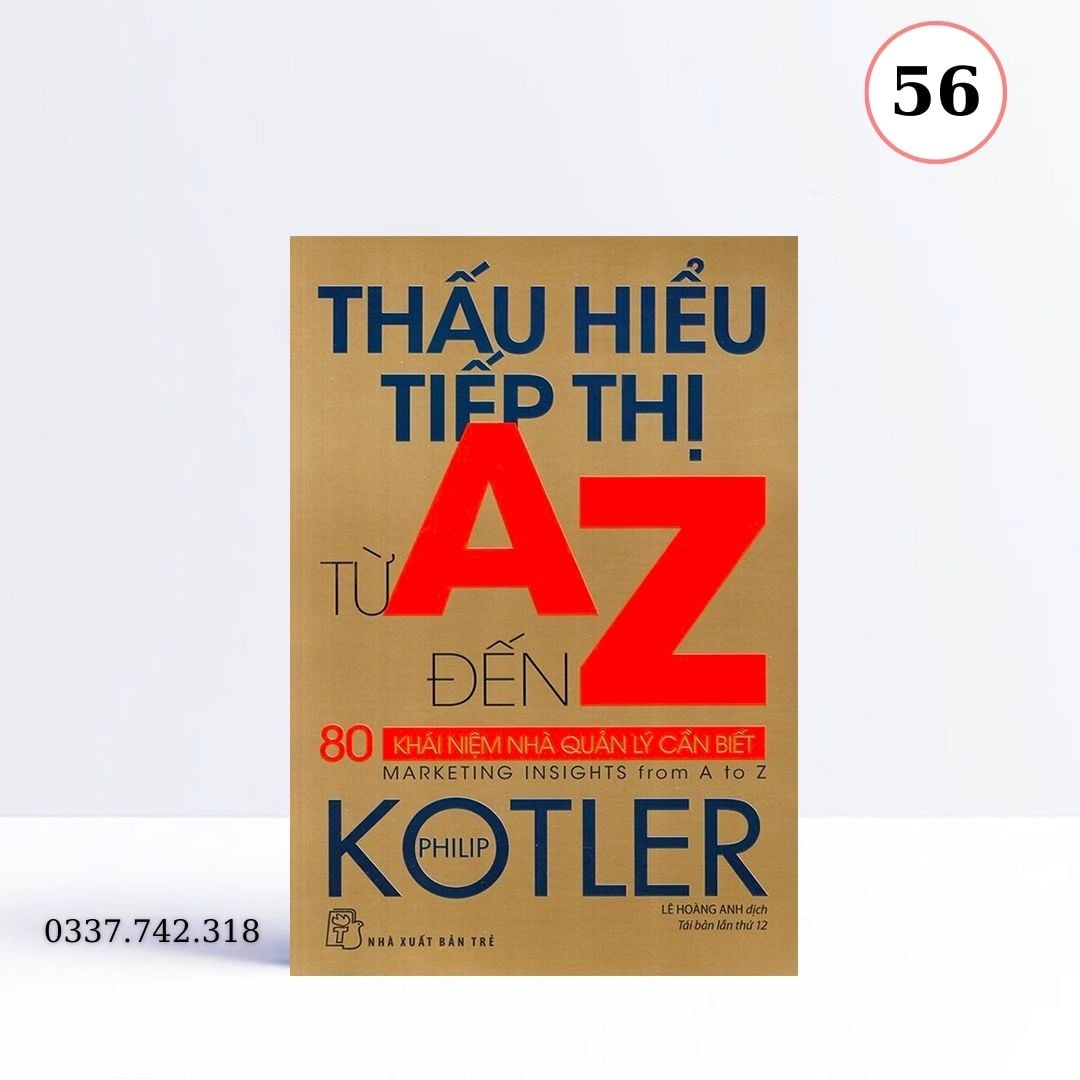 56
THẤU HIỂU
TIẾP THỊ
TỪ A
ĐẾN Z
80 KHÁI NIỆM NHÀ QUẢN LÝ CẦN BIẾT
MARKETING INSIGHTS from A to Z
PHILIP
KOTLER
LÊ HOÀNG ANH dịch
Tái bản lần thứ 12
NHÀ XUẤT BẢN TRẺ
0337.742.318